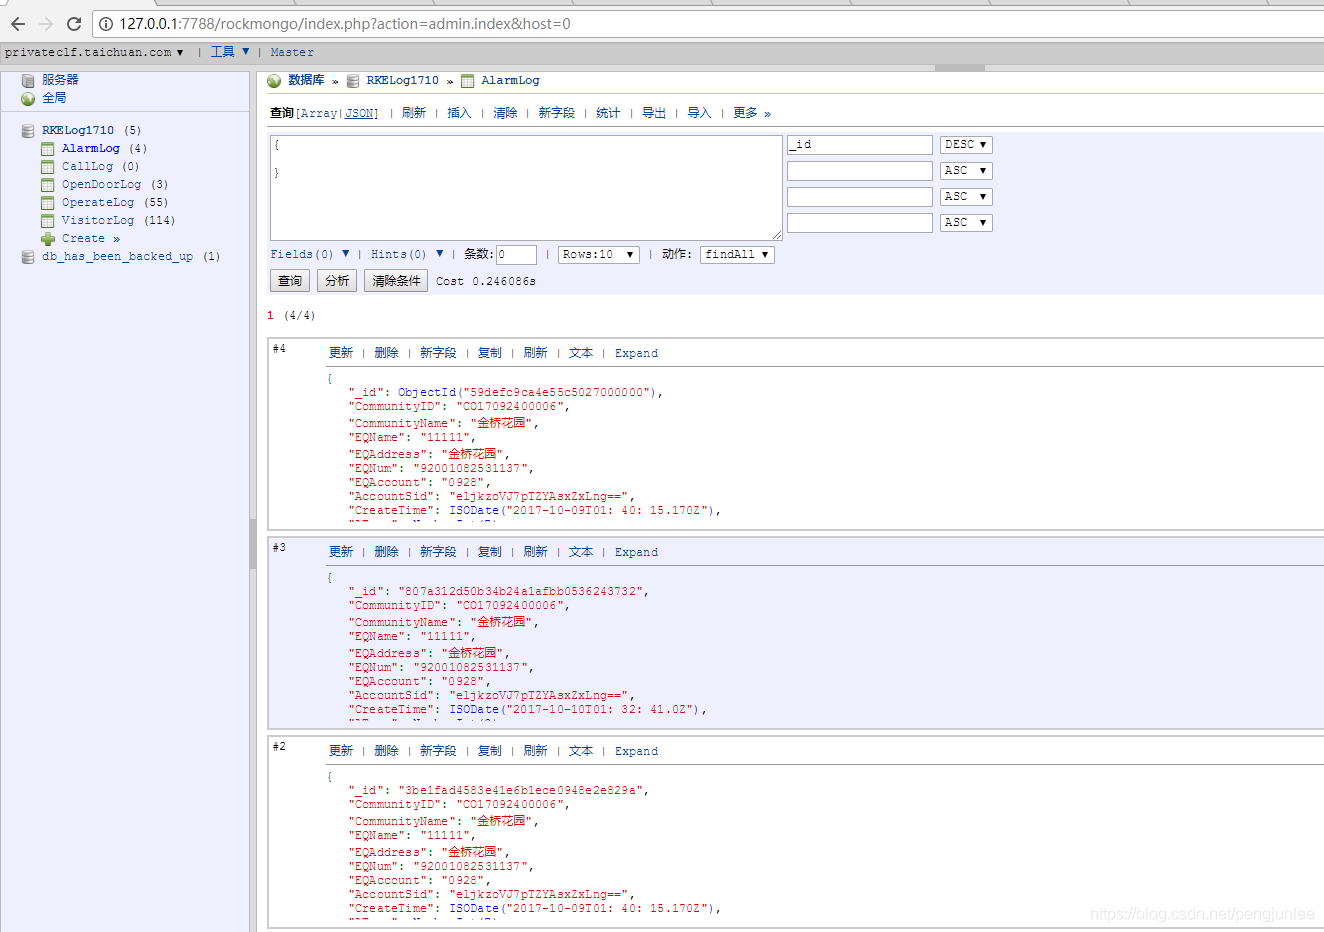 127.0.0.1:7788/rockmongo/index.php?action=admin.index&host=0
privateclf.taichuan.com ▼ | 工具 ▼ | Master
服务器
全局
RKELog1710 (5)
AlarmLog (4)
CallLog (0)
OpenDoorLog (3)
OperateLog (55)
VisitorLog (114)
Create »
db_has_been_backed_up (1)
数据库 » RKELog1710 » AlarmLog
查询[Array|JSON] | 刷新 | 插入 | 清除 | 新字段 | 统计 | 导出 | 导入 | 更多 »
{
}
_id DESC ▼
ASC ▼
ASC ▼
ASC ▼
Fields(0) ▼ | Hints(0) ▼ | 条数:0 | Rows:10 ▼ | 动作: findAll ▼
查询 分析 清除条件 Cost 0.246086s
1 (4/4)
#4 更新 | 删除 | 新字段 | 复制 | 刷新 | 文本 | Expand
{
"_id": ObjectId("59defc9ca4e55c5027000000"),
"CommunityID": "CO17092400006",
"CommunityName": "金桥花园",
"EQName": "11111",
"EQAddress": "金桥花园",
"EQNum": "92001082531137",
"EQAccount": "0928",
"AccountSid": "eljkzoVJ7pTZYAsxZxLng==",
"CreateTime": ISODate("2017-10-09T01: 40: 15.170Z"),
#3 更新 | 删除 | 新字段 | 复制 | 刷新 | 文本 | Expand
{
"_id": "807a312d50b34b24a1afbb0536243732",
"CommunityID": "CO17092400006",
"CommunityName": "金桥花园",
"EQName": "11111",
"EQAddress": "金桥花园",
"EQNum": "92001082531137",
"EQAccount": "0928",
"AccountSid": "eljkzoVJ7pTZYAsxZxLng==",
"CreateTime": ISODate("2017-10-10T01: 32: 41.0Z"),
#2 更新 | 删除 | 新字段 | 复制 | 刷新 | 文本 | Expand
{
"_id": "3be1fad4583e41e6b1ece0948e2e829a",
"CommunityID": "CO17092400006",
"CommunityName": "金桥花园",
"EQName": "11111",
"EQAddress": "金桥花园",
"EQNum": "92001082531137",
"EQAccount": "0928",
"AccountSid": "eljkzoVJ7pTZYAsxZxLng==",
"CreateTime": ISODate("2017-10-09T01: 40: 15.170Z"),
https://blog.csdn.net/pengjunlee